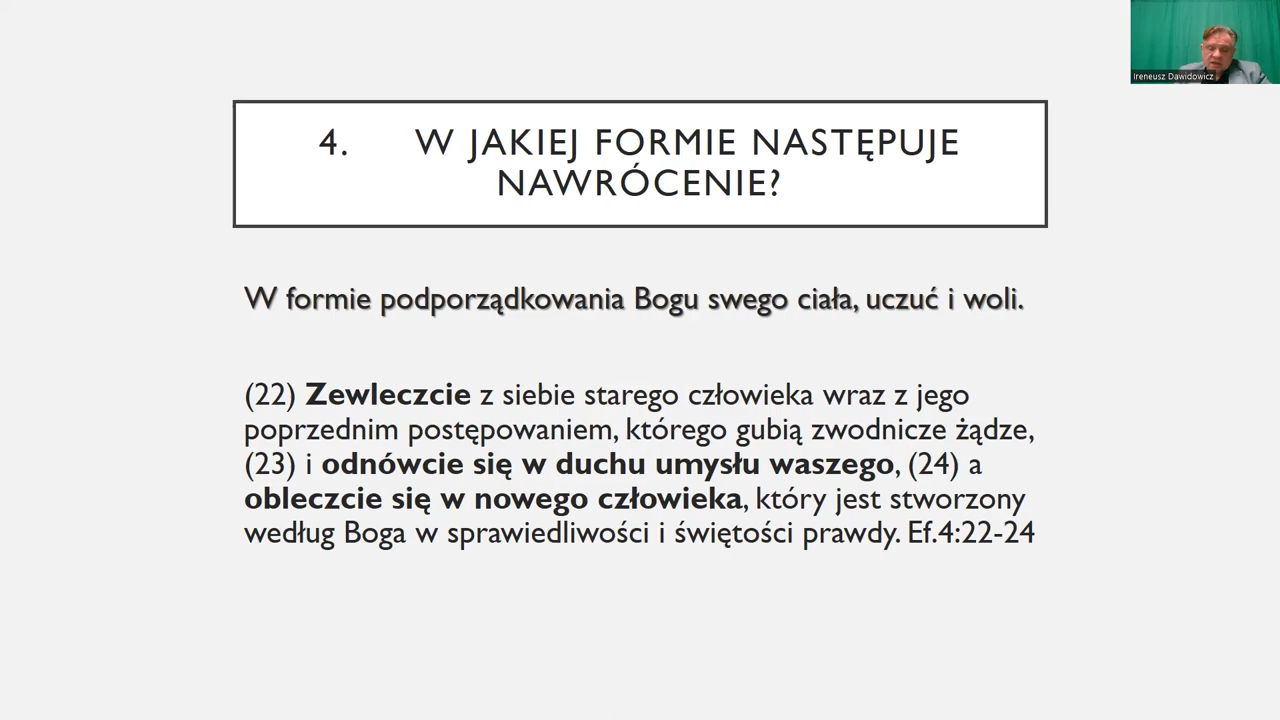 Ireneusz Dawidowicz
4. W JAKIEJ FORMIE NASTĘPUJE
NAWRÓCENIE?
W formie podporządkowania Bogu swego ciała, uczuć i woli.
(22) Zewleczcie z siebie starego człowieka wraz z jego
poprzednim postępowaniem, którego gubią zwodnicze żądze,
(23) i odnówcie się w duchu umysłu waszego, (24) a
obleczcie się w nowego człowieka, który jest stworzony
według Boga w sprawiedliwości i świętości prawdy. Ef.4:22-24